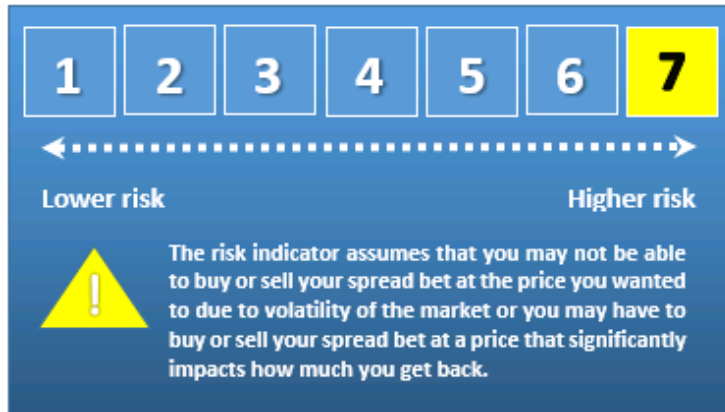 1 2 3 4 5 6 7
Lower risk Higher risk
!
The risk indicator assumes that you may not be able
to buy or sell your spread bet at the price you wanted
to due to volatility of the market or you may have to
buy or sell your spread bet at a price that significantly
impacts how much you get back.